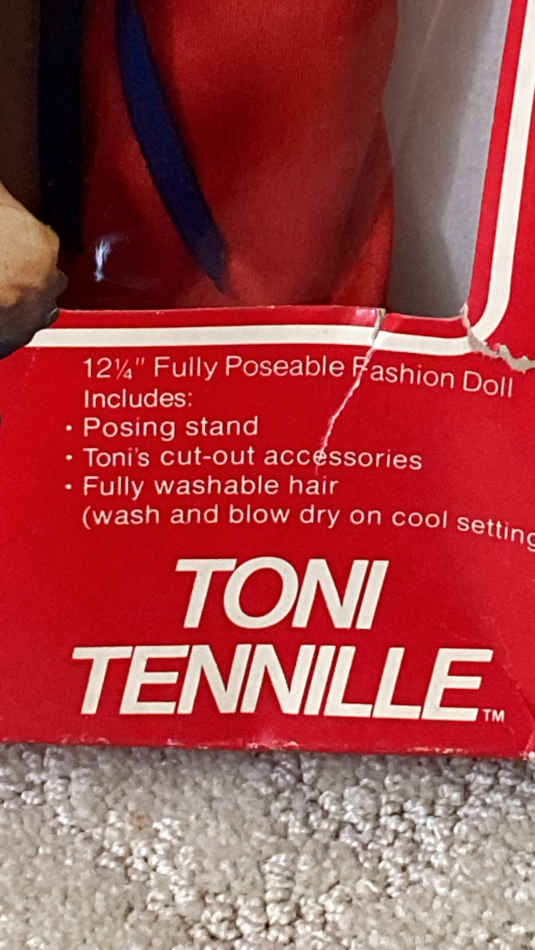 12¼" Fully Poseable Fashion Doll
Includes:
• Posing stand
• Toni's cut-out accessories
• Fully washable hair
(wash and blow dry on cool setting
TONI
TENNILLE™